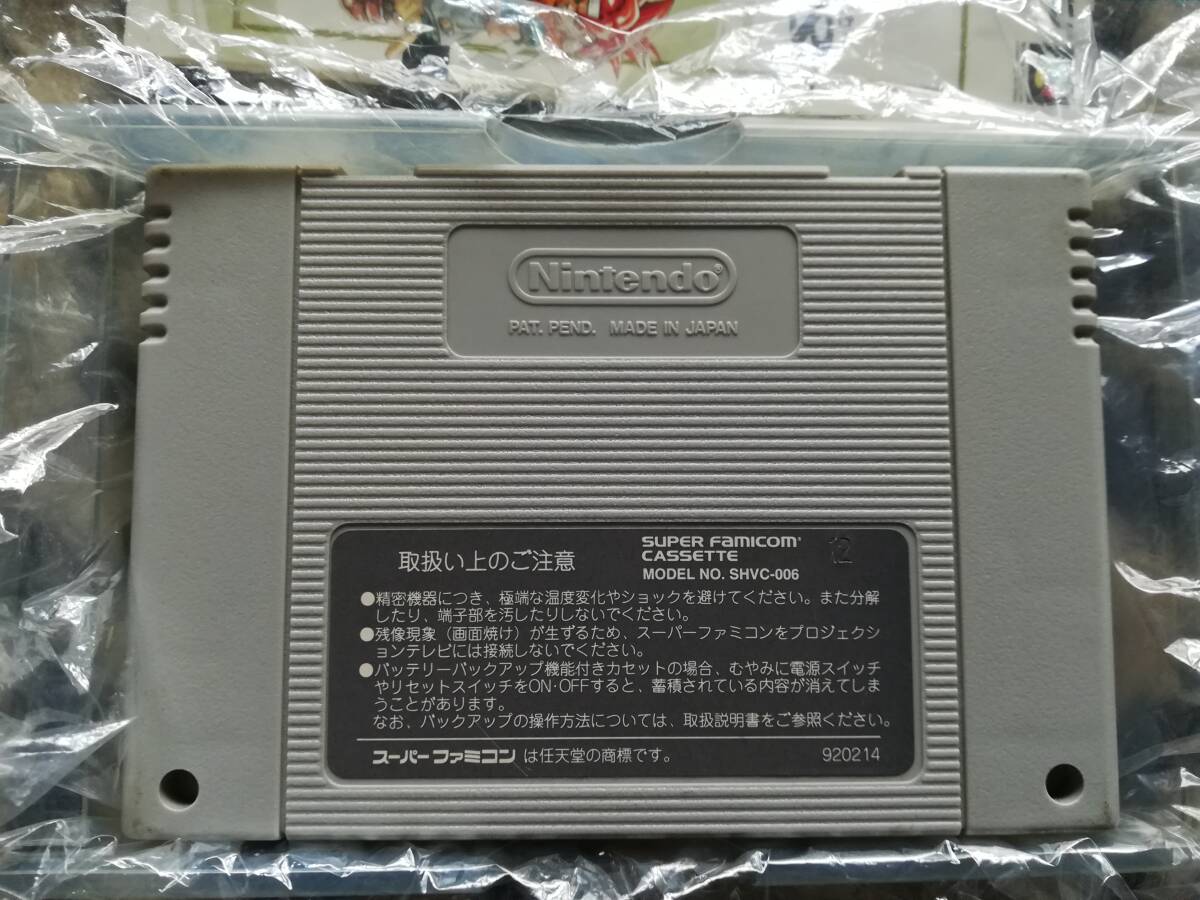 Nintendo®
PAT. PEND. MADE IN JAPAN
取扱い上のご注意
SUPER FAMICOM
CASSETTE
MODEL NO. SHVC-006
12
●精密機器につき、極端な温度変化やショックを避けてください。また分解
したり、端子部を汚したりしないでください。
●残像現象(画面焼け)が生ずるため、スーパーファミコンをプロジェクシ
ョンテレビには接続しないでください。
●バッテリーバックアップ機能付きカセットの場合、むやみに電源スイッチ
やリセットスイッチをON·OFFすると、蓄積されている内容が消えてしま
うことがあります。
なお、バックアップの操作方法については、取扱説明書をご参照ください。
スーパーファミコン は任天堂の商標です。
920214